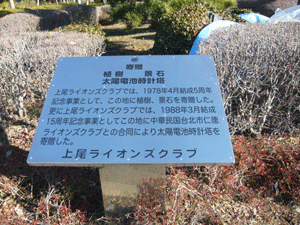 寄贈
植樹 景石
太陽電池時計塔
上尾ライオンズクラブでは、1978年4月結成5周年
記念事業として、この地に植樹、景石を寄贈した。
更に上尾ライオンズクラブでは、1988年3月結成
15周年記念事業としてこの地に中華民国台北市仁徳
ライオンズクラブとの合同により太陽電池時計塔を
寄贈した。
上尾ライオンズクラブ